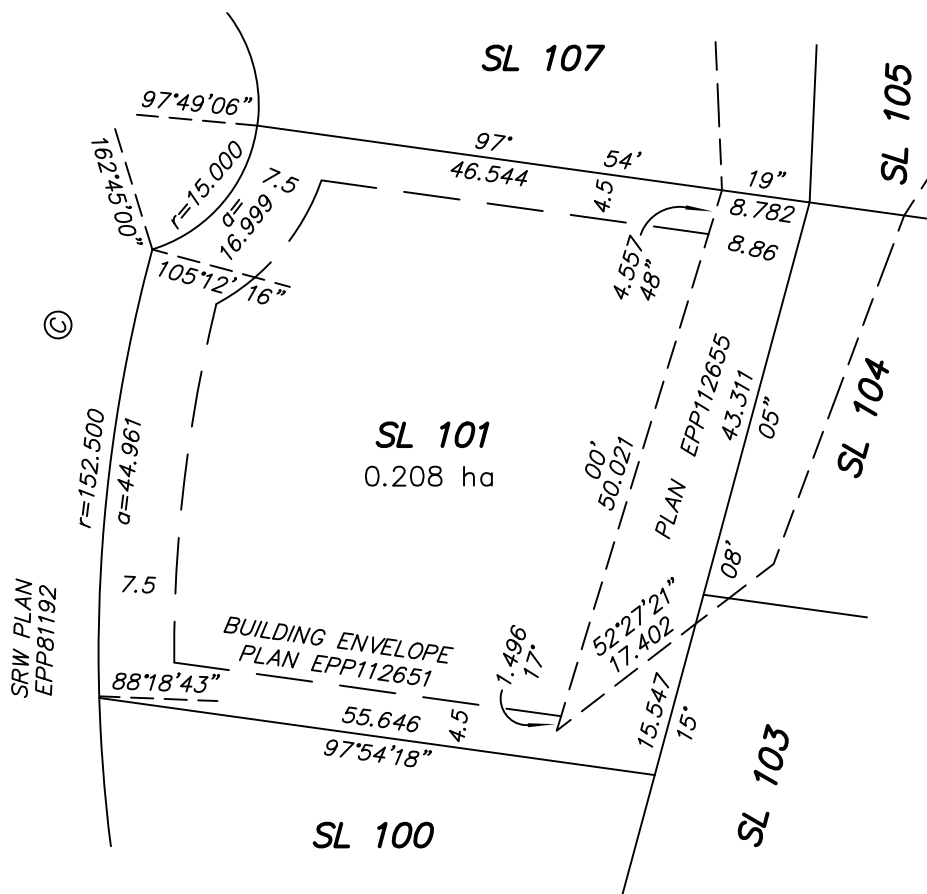 SL 107
SL 105
97°49'06"
162°45'00"
r=15.000
a=
16.999
7.5
97°
54'
19"
46.544
4.5
8.782
8.86
4.557
48"
105°12' 16"
©
SL 101
0.208 ha
PLAN EPP112655
43.311
05"
SL 104
00'
50.021
r=152.500
a=44.961
7.5
08'
SRW PLAN
EPP81192
BUILDING ENVELOPE
PLAN EPP112651
52°27'21"
17.402
1.496
17°
88°18'43"
55.646
4.5
97°54'18"
15.547
15°
SL 103
SL 100